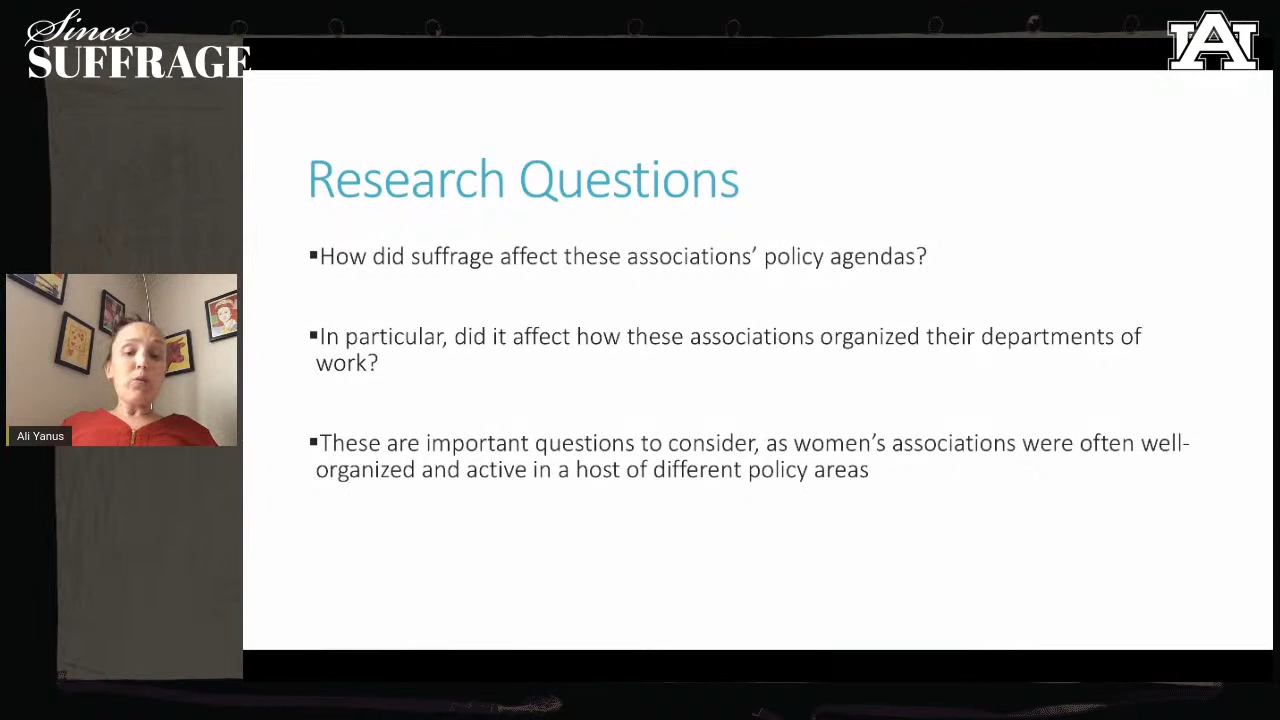 Since
SUFFRAGE
AU
Research Questions
▪How did suffrage affect these associations’ policy agendas?
▪In particular, did it affect how these associations organized their departments of
work?
▪These are important questions to consider, as women’s associations were often well-
organized and active in a host of different policy areas
Ali Yanus